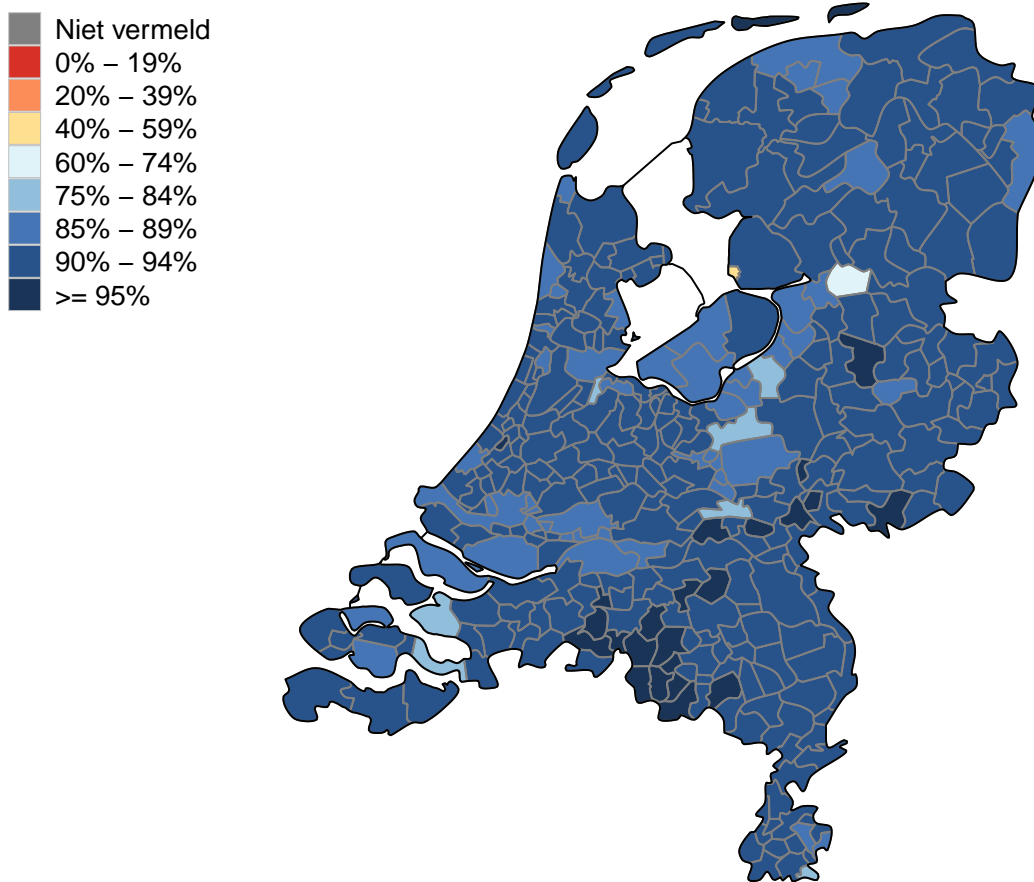 Niet vermeld
0% – 19%
20% – 39%
40% – 59%
60% – 74%
75% – 84%
85% – 89%
90% – 94%
>= 95%